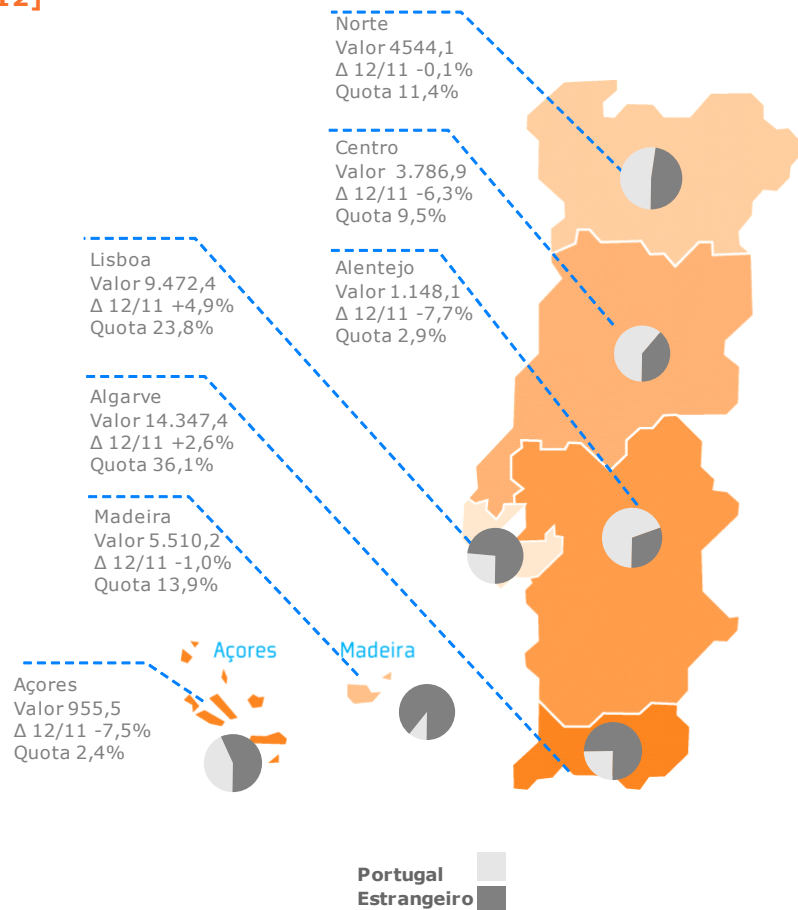 12]
Norte
Valor 4544,1
Δ 12/11 -0,1%
Quota 11,4%
Centro
Valor 3.786,9
Δ 12/11 -6,3%
Quota 9,5%
Lisboa
Valor 9.472,4
Δ 12/11 +4,9%
Quota 23,8%
Alentejo
Valor 1.148,1
Δ 12/11 -7,7%
Quota 2,9%
Algarve
Valor 14.347,4
Δ 12/11 +2,6%
Quota 36,1%
Madeira
Valor 5.510,2
Δ 12/11 -1,0%
Quota 13,9%
Açores
Madeira
Açores
Valor 955,5
Δ 12/11 -7,5%
Quota 2,4%
Portugal
Estrangeiro